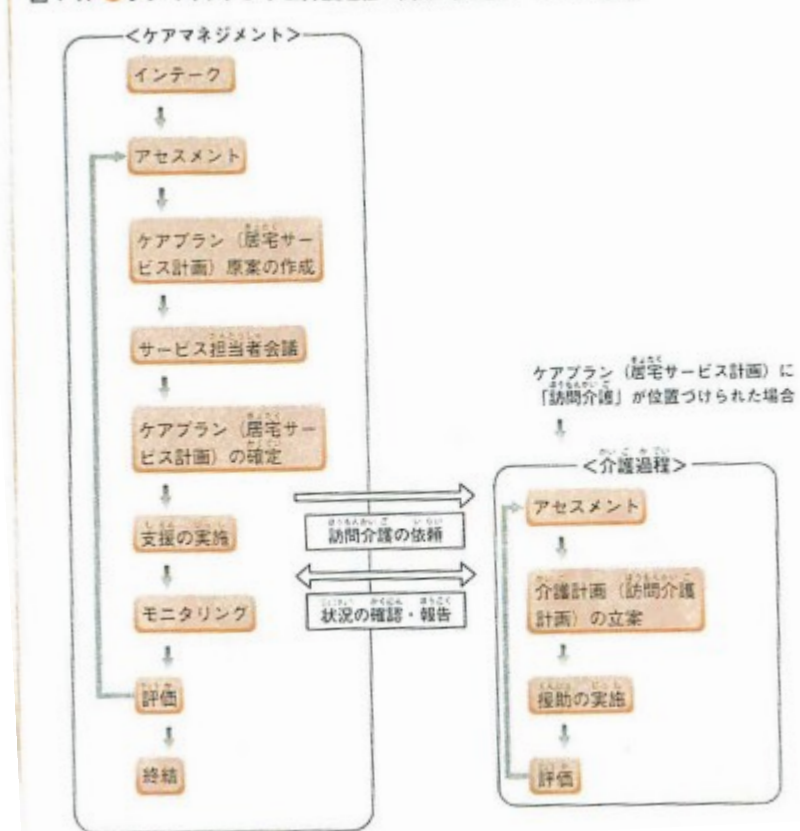 <ケアマネジメント>
インテーク
アセスメント
ケアプラン(居宅サー
ビス計画)原案の作成
サービス担当者会議
ケアプラン(居宅サー
ビス計画)の確定
支援の実施
モニタリング
評価
終結
訪問介護の依頼
状況の確認・報告
ケアプラン(居宅サービス計画)に
「訪問介護」が位置づけられた場合
<介護過程>
アセスメント
介護計画(訪問介護
計画)の立案
援助の実施
評価